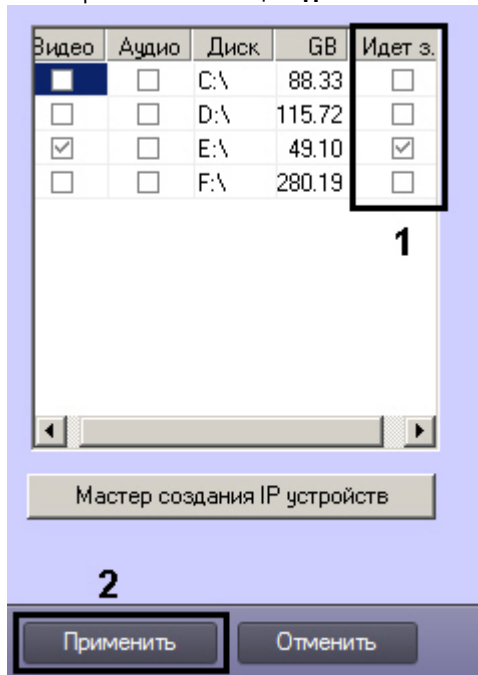 Видео Аудио Диск GB Идет з.
C:\ 88.33
D:\ 115.72
E:\ 49.10
F:\ 280.19
1
Мастер создания IP устройств
2
Применить Отменить